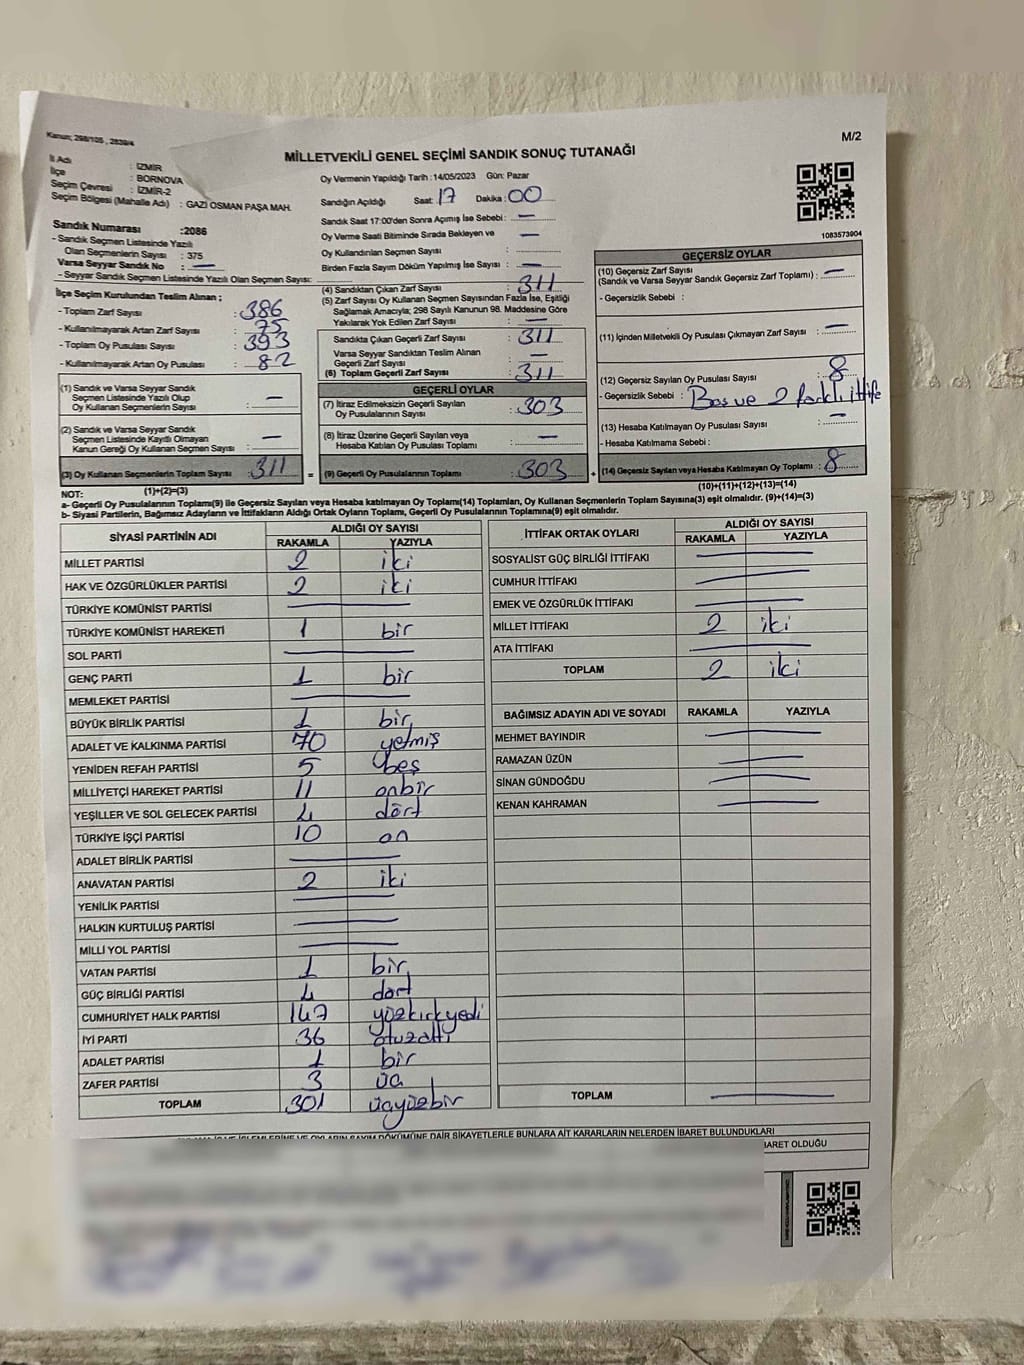 Kanun; 298/105 , 2839/4
M/2
MİLLETVEKİLİ GENEL SEÇİMİ SANDIK SONUÇ TUTANAĞI
İl Adı : İZMİR
İlçe : BORNOVA
Seçim Çevresi : İZMİR-2
Seçim Bölgesi (Mahalle Adı) : GAZİ OSMAN PAŞA MAH.
Sandık Numarası :2086
- Sandık Seçmen Listesinde Yazılı
Olan Seçmenlerin Sayısı : 375
Varsa Seyyar Sandık No : —
- Seyyar Sandık Seçmen Listesinde Yazılı Olan Seçmen Sayısı:
Oy Vermenin Yapıldığı Tarih :14/05/2023 Gün: Pazar
Sandığın Açıldığı Saat: 17 Dakika: 00
Sandık Saat 17:00'den Sonra Açılmış İse Sebebi : —
Oy Verme Saati Bitiminde Sırada Bekleyen ve —
Oy Kullandırılan Seçmen Sayısı :
Birden Fazla Sayım Döküm Yapılmış İse Sayısı : —
1083573904
İlçe Seçim Kurulundan Teslim Alınan ;
- Toplam Zarf Sayısı : 386
- Kullanılmayarak Artan Zarf Sayısı : 75
- Toplam Oy Pusulası Sayısı : 393
- Kullanılmayarak Artan Oy Pusulası : 82
(1) Sandık ve Varsa Seyyar Sandık
Seçmen Listesinde Yazılı Olup
Oy Kullanan Seçmenlerin Sayısı : —
(2) Sandık ve Varsa Seyyar Sandık
Seçmen Listesinde Kayıtlı Olmayan
Kanun Gereği Oy Kullanan Seçmen Sayısı : —
(3) Oy Kullanan Seçmenlerin Toplam Sayısı : 311
(1)+(2)=(3)
(4) Sandıktan Çıkan Zarf Sayısı : 311
(5) Zarf Sayısı Oy Kullanan Seçmen Sayısından Fazla İse, Eşitliği
Sağlamak Amacıyla; 298 Sayılı Kanunun 98. Maddesine Göre
Yakılarak Yok Edilen Zarf Sayısı : —
Sandıkta Çıkan Geçerli Zarf Sayısı : 311
Varsa Seyyar Sandıktan Teslim Alınan
Geçerli Zarf Sayısı : —
(6) Toplam Geçerli Zarf Sayısı : 311
GEÇERLİ OYLAR
(7) İtiraz Edilmeksizin Geçerli Sayılan
Oy Pusulalarının Sayısı : 303
(8) İtiraz Üzerine Geçerli Sayılan veya
Hesaba Katılan Oy Pusulası Toplamı : —
= (9) Geçerli Oy Pusulalarının Toplamı : 303
GEÇERSİZ OYLAR
(10) Geçersiz Zarf Sayısı
(Sandık ve Varsa Seyyar Sandık Geçersiz Zarf Toplamı) : —
- Geçersizlik Sebebi :
(11) İçinden Milletvekili Oy Pusulası Çıkmayan Zarf Sayısı : —
(12) Geçersiz Sayılan Oy Pusulası Sayısı : 8
- Geçersizlik Sebebi : Boş ve 2 farklı ittifk
(13) Hesaba Katılmayan Oy Pusulası Sayısı : —
- Hesaba Katılmama Sebebi :
+ (14) Geçersiz Sayılan veya Hesaba Katılmayan Oy Toplamı : 8
(10)+(11)+(12)+(13)=(14)
NOT:
a- Geçerli Oy Pusulalarının Toplamı(9) ile Geçersiz Sayılan veya Hesaba katılmayan Oy Toplamı(14) Toplamları, Oy Kullanan Seçmenlerin Toplam Sayısına(3) eşit olmalıdır. (9)+(14)=(3)
b- Siyasi Partilerin, Bağımsız Adayların ve İttifakların Aldığı Ortak Oyların Toplamı, Geçerli Oy Pusulalarının Toplamına(9) eşit olmalıdır.
SİYASİ PARTİNİN ADI ALDIĞI OY SAYISI
RAKAMLA YAZIYLA
MİLLET PARTİSİ 2 iki
HAK VE ÖZGÜRLÜKLER PARTİSİ 2 iki
TÜRKİYE KOMÜNİST PARTİSİ —
TÜRKİYE KOMÜNİST HAREKETİ 1 bir
SOL PARTİ —
GENÇ PARTİ 1 bir
MEMLEKET PARTİSİ —
BÜYÜK BİRLİK PARTİSİ 1 bir
ADALET VE KALKINMA PARTİSİ 70 yetmiş
YENİDEN REFAH PARTİSİ 5 beş
MİLLİYETÇİ HAREKET PARTİSİ 11 onbir
YEŞİLLER VE SOL GELECEK PARTİSİ 4 dört
TÜRKİYE İŞÇİ PARTİSİ 10 on
ADALET BİRLİK PARTİSİ —
ANAVATAN PARTİSİ 2 iki
YENİLİK PARTİSİ —
HALKIN KURTULUŞ PARTİSİ —
MİLLİ YOL PARTİSİ —
VATAN PARTİSİ 1 bir
GÜÇ BİRLİĞİ PARTİSİ 4 dört
CUMHURİYET HALK PARTİSİ 147 yüzkırkyedi
İYİ PARTİ 36 otuzaltı
ADALET PARTİSİ 1 bir
ZAFER PARTİSİ 3 üç
TOPLAM 301 üçyüzbir
İTTİFAK ORTAK OYLARI ALDIĞI OY SAYISI
RAKAMLA YAZIYLA
SOSYALİST GÜÇ BİRLİĞİ İTTİFAKI —
CUMHUR İTTİFAKI —
EMEK VE ÖZGÜRLÜK İTTİFAKI —
MİLLET İTTİFAKI 2 iki
ATA İTTİFAKI —
TOPLAM 2 iki
BAĞIMSIZ ADAYIN ADI VE SOYADI RAKAMLA YAZIYLA
MEHMET BAYINDIR —
RAMAZAN ÜZÜN —
SİNAN GÜNDOĞDU —
KENAN KAHRAMAN —
TOPLAM —
DÖKÜMÜNE DAİR ŞİKAYETLERLE BUNLARA AİT KARARLARIN NELERDEN İBARET BULUNDUKLARI
İBARET OLDUĞU